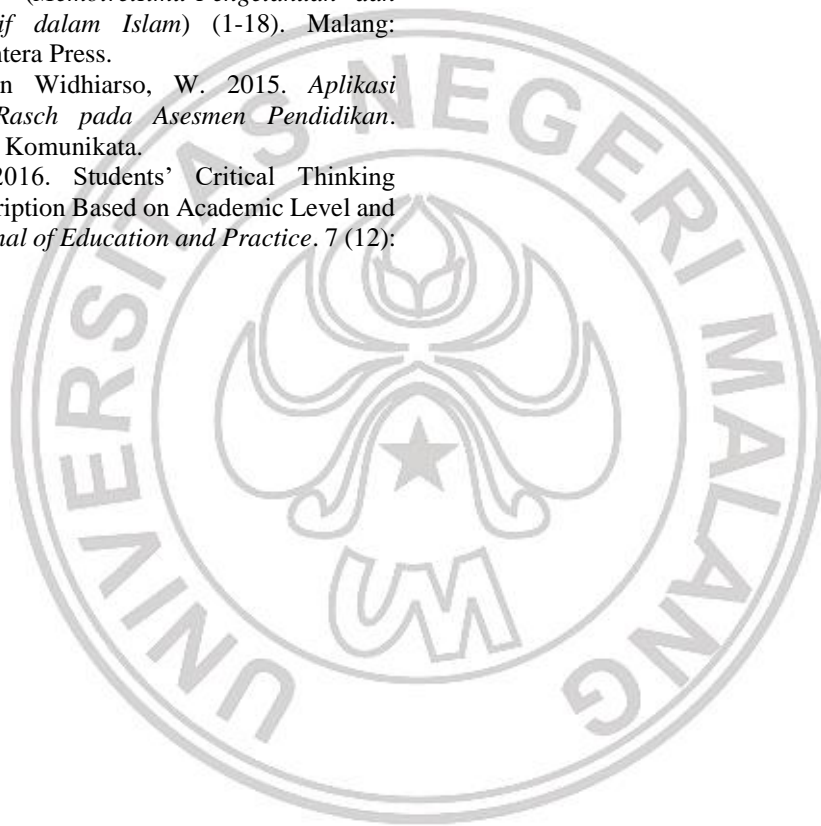 Pengetahuan dan
if dalam Islam) (1-18). Malang:
ntera Press.
n Widhiarso, W. 2015. Aplikasi
Rasch pada Asesmen Pendidikan.
Komunikata.
2016. Students’ Critical Thinking
ription Based on Academic Level and
nal of Education and Practice. 7 (12):
UNIVERSITAS NEGERI MALANG
UM